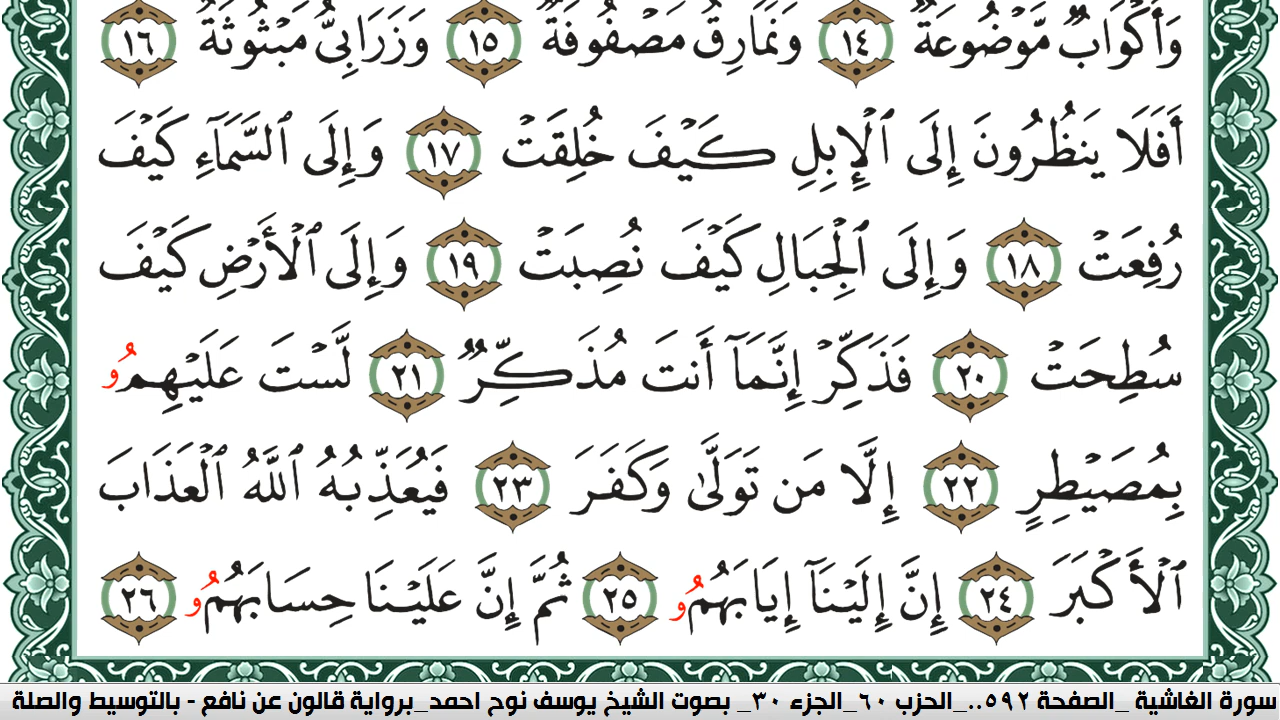 وَأَكْوَابٌ مَّوْضُوعَةٌ ١٤ وَنَمَارِقُ مَصْفُوفَةٌ ١٥ وَزَرَابِيُّ مَبْثُوثَةٌ ١٦
أَفَلَا يَنظُرُونَ إِلَى ٱلْإِبِلِ كَيْفَ خُلِقَتْ ١٧ وَإِلَى ٱلسَّمَآءِ كَيْفَ
رُفِعَتْ ١٨ وَإِلَى ٱلْجِبَالِ كَيْفَ نُصِبَتْ ١٩ وَإِلَى ٱلْأَرْضِ كَيْفَ
سُطِحَتْ ٢٠ فَذَكِّرْ إِنَّمَآ أَنتَ مُذَكِّرٌ ٢١ لَّسْتَ عَلَيْهِمُو
بِمُصَيْطِرٍ ٢٢ إِلَّا مَن تَوَلَّىٰ وَكَفَرَ ٢٣ فَيُعَذِّبُهُ ٱللَّهُ ٱلْعَذَابَ
ٱلْأَكْبَرَ ٢٤ إِنَّ إِلَيْنَآ إِيَابَهُمُو ٢٥ ثُمَّ إِنَّ عَلَيْنَا حِسَابَهُمُو ٢٦
سورة الغاشية _الصفحة ٥٩٢.._الحزب ٦٠_الجزء ٣٠_ بصوت الشيخ يوسف نوح احمد_برواية قالون عن نافع - بالتوسيط والصلة